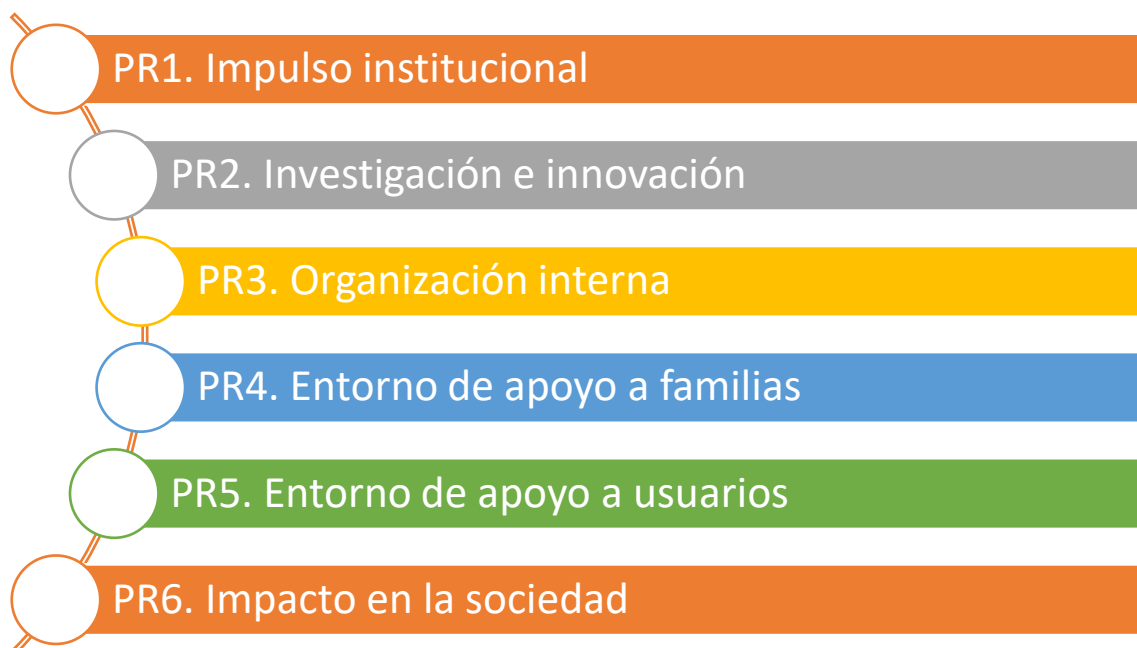 PR1. Impulso institucional
PR2. Investigación e innovación
PR3. Organización interna
PR4. Entorno de apoyo a familias
PR5. Entorno de apoyo a usuarios
PR6. Impacto en la sociedad